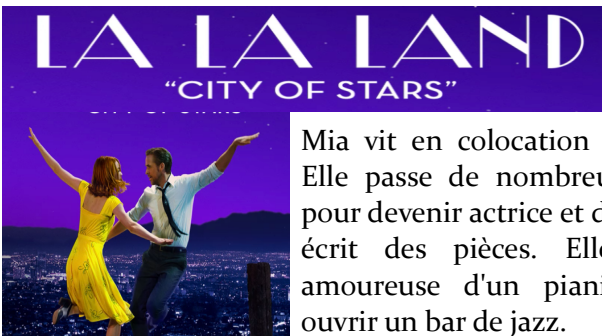 LA LA LAND
“CITY OF STARS”
Mia vit en colocation
Elle passe de
pour devenir actrice et
écrit des pièces.
amoureuse d'un
ouvrir un bar de jazz.